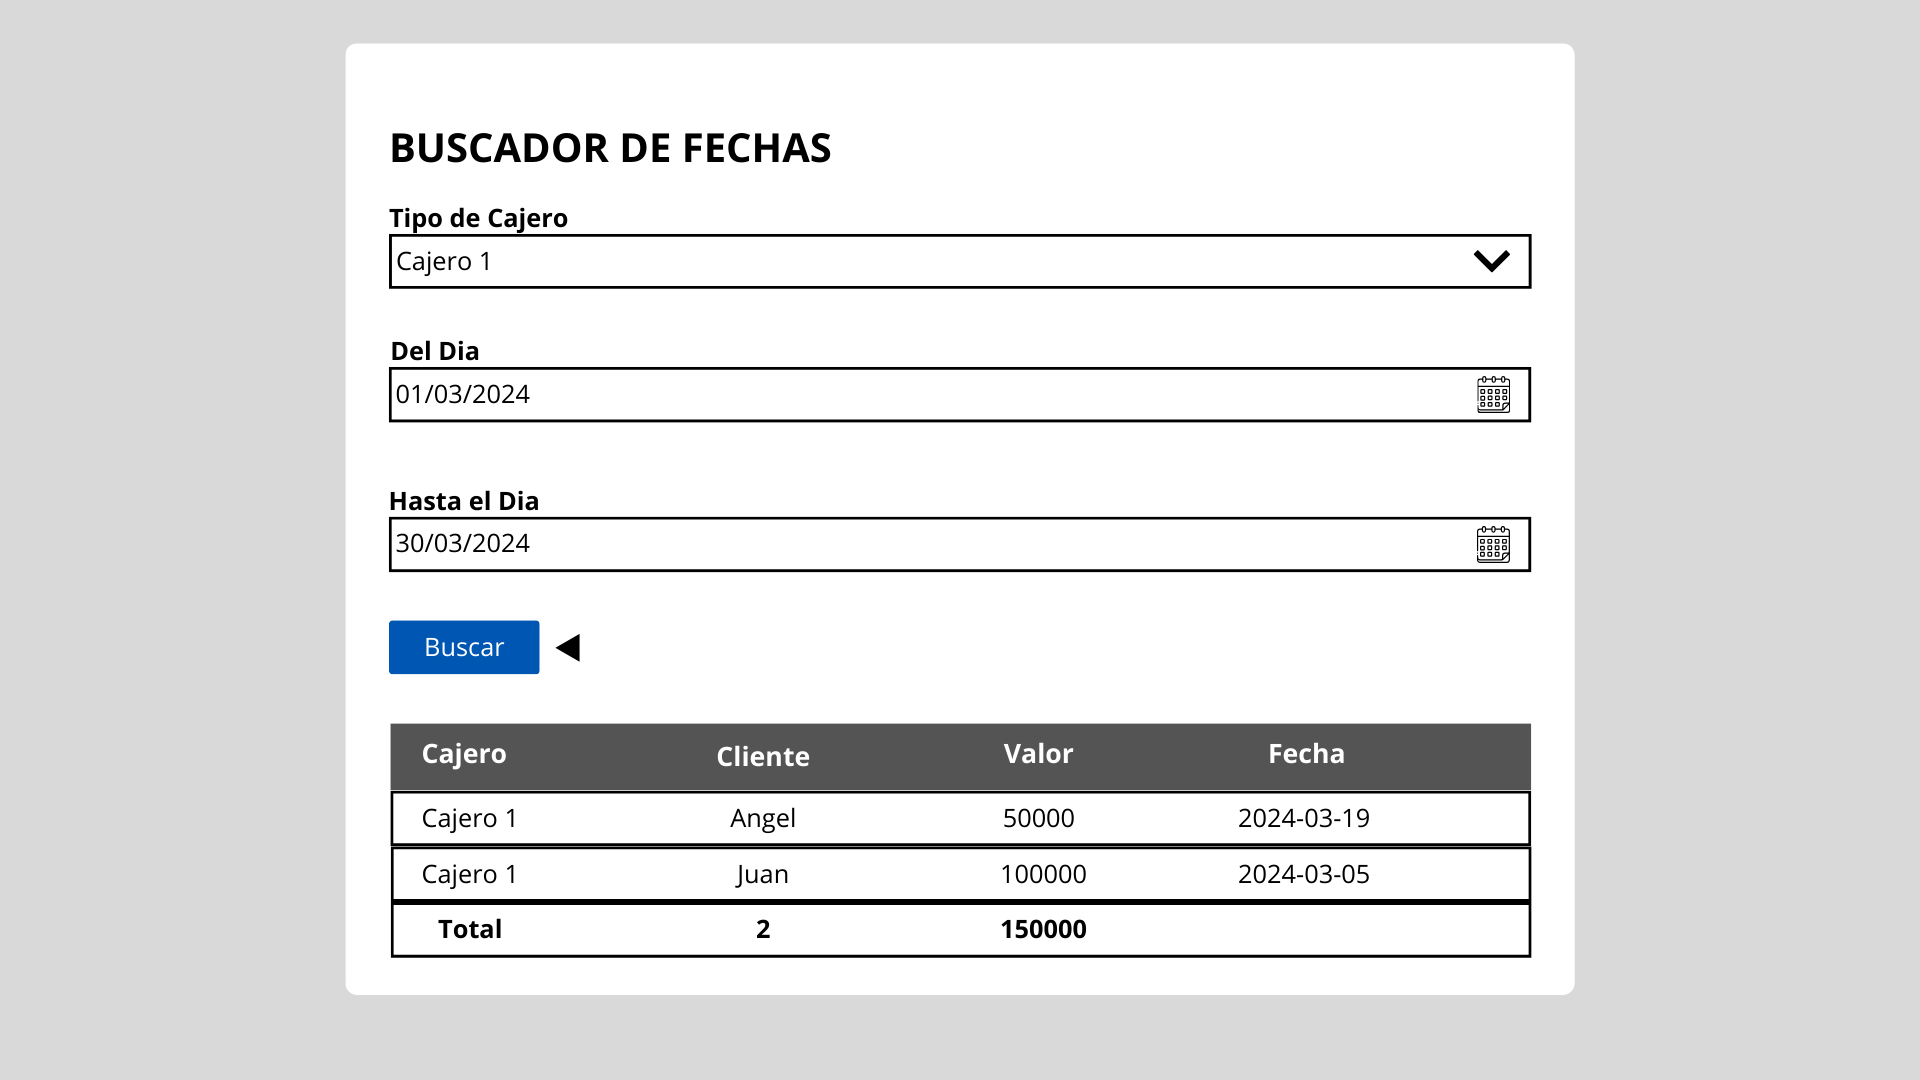 BUSCADOR DE FECHAS
Tipo de Cajero
Cajero 1
Del Dia
01/03/2024
Hasta el Dia
30/03/2024
Buscar
Cajero Cliente Valor Fecha
Cajero 1 Angel 50000 2024-03-19
Cajero 1 Juan 100000 2024-03-05
Total 2 150000